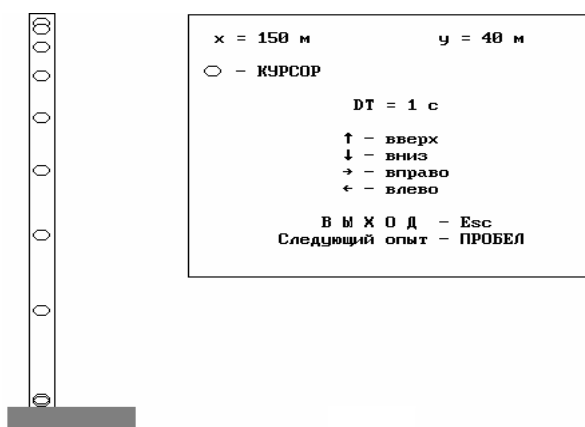 x = 150 м y = 40 м
– КУРСОР
DT = 1 с
↑ – вверх
↓ – вниз
→ – вправо
← – влево
В Ы Х О Д – Esc
Следующий опыт – ПРОБЕЛ